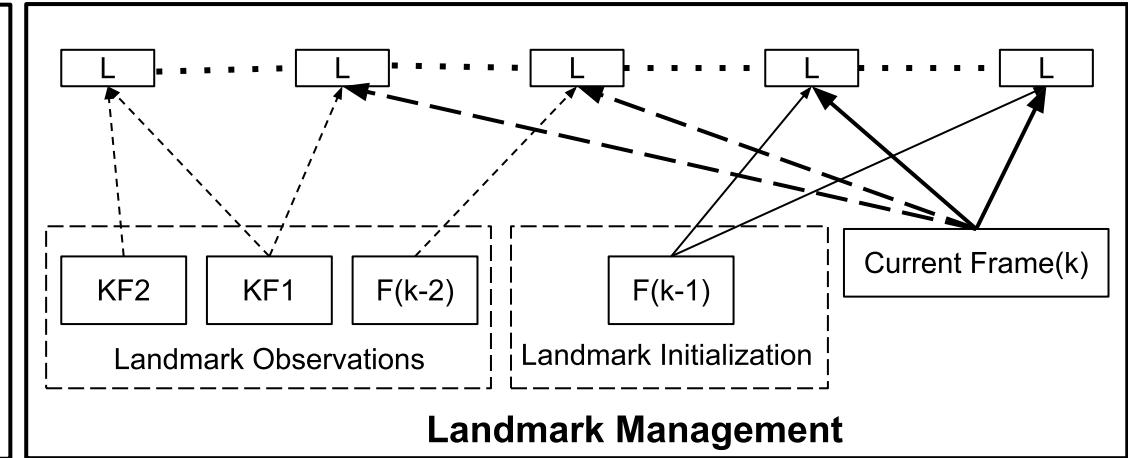 L L L L L
KF2 KF1 F(k-2) F(k-1) Current Frame(k)
Landmark Observations Landmark Initialization
Landmark Management